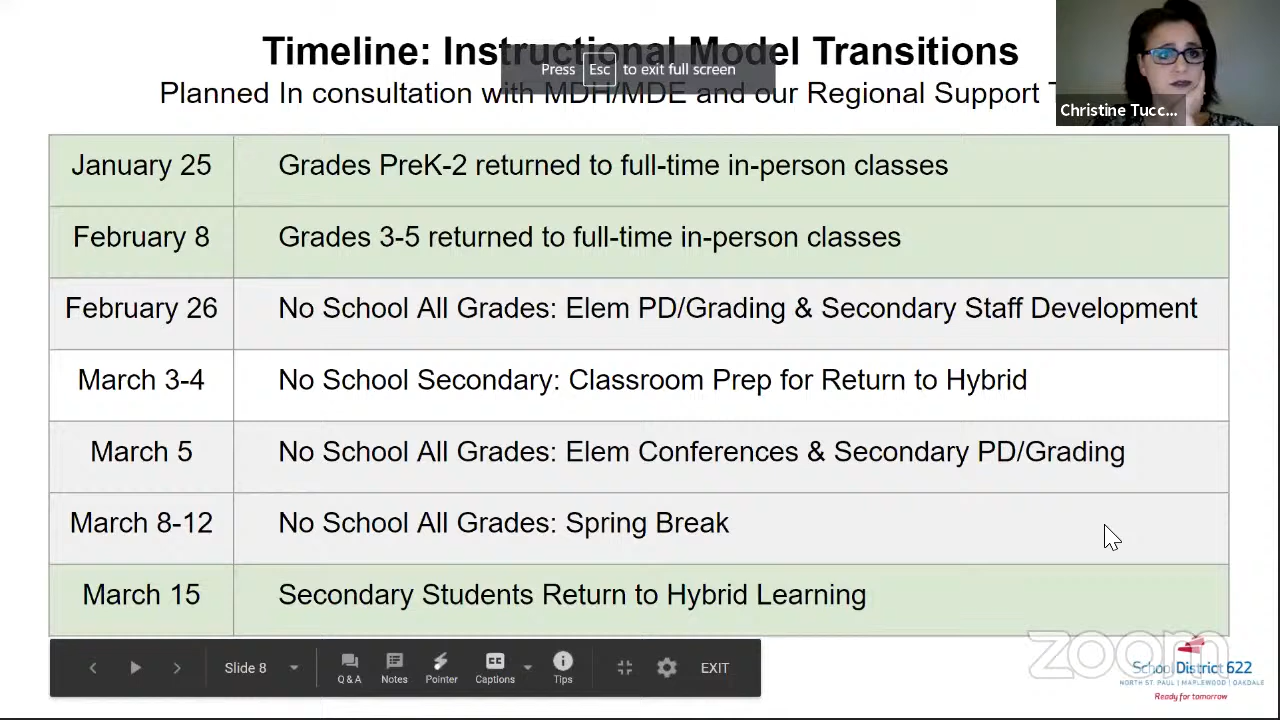 Timeline: Instructional Model Transitions
Press Esc to exit full screen
Planned In consultation with MDH/MDE and our Regional Support
Christine Tucc...
January 25 Grades PreK-2 returned to full-time in-person classes
February 8 Grades 3-5 returned to full-time in-person classes
February 26 No School All Grades: Elem PD/Grading & Secondary Staff Development
March 3-4 No School Secondary: Classroom Prep for Return to Hybrid
March 5 No School All Grades: Elem Conferences & Secondary PD/Grading
March 8-12 No School All Grades: Spring Break
March 15 Secondary Students Return to Hybrid Learning
Slide 8 Q & A Notes Pointer CC Captions Tips EXIT
zoom
School District 622
NORTH ST. PAUL | MAPLEWOOD | OAKDALE
Ready for tomorrow